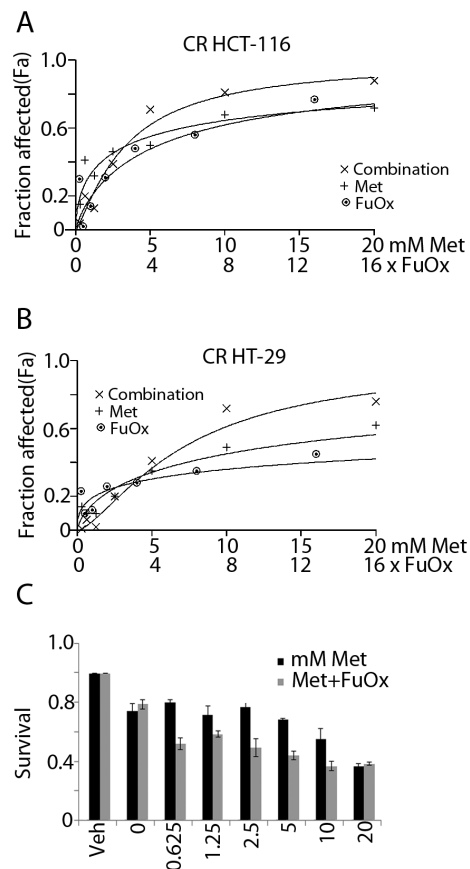 A
CR HCT-116
Fraction affected(Fa)
1.0
0.6
0.2
0
× Combination
+ Met
FuOx
0 5 10 15 20 mM Met
0 4 8 12 16 x FuOx
B
CR HT-29
Fraction affected(Fa)
1.0
0.6
0.2
0
× Combination
+ Met
FuOx
0 5 10 15 20 mM Met
0 4 8 12 16 x FuOx
C
Survival
1.0
0.8
0.4
0
mM Met
Met+FuOx
Veh 0 0.625 1.25 2.5 5 10 20